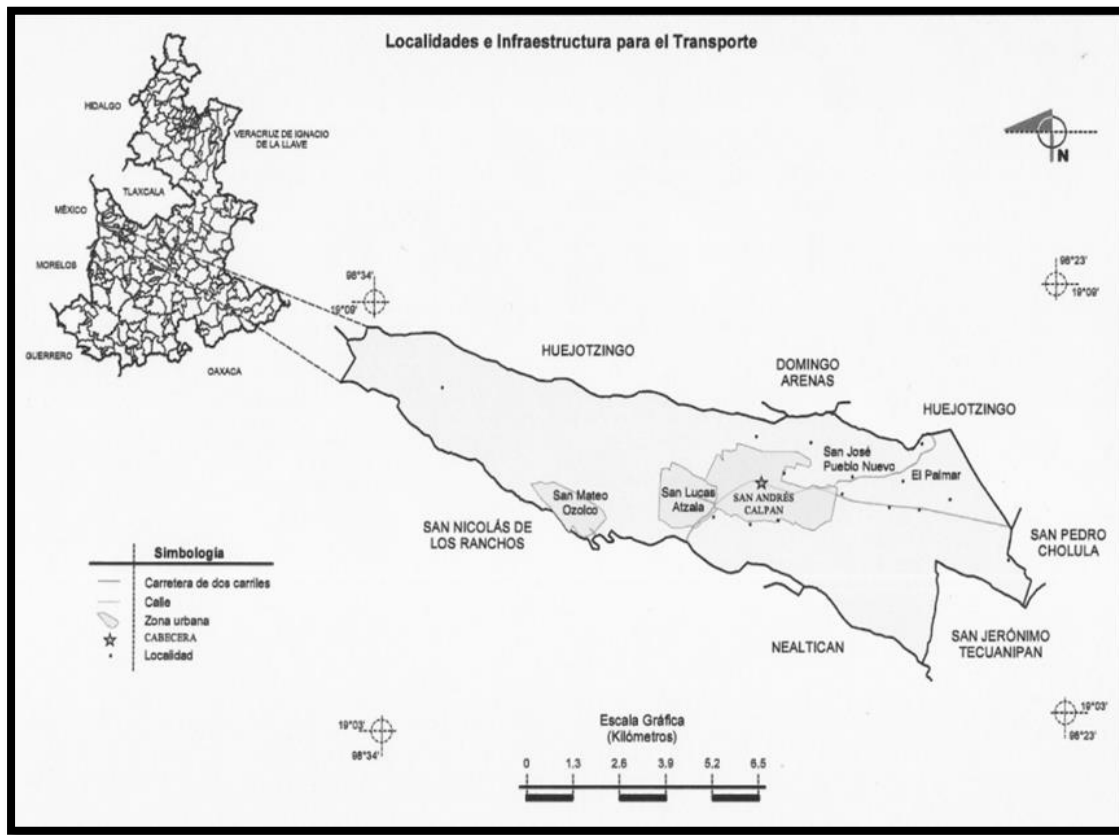 Localidades e Infraestructura para el Transporte
HIDALGO
VERACRUZ DE IGNACIO
DE LA LLAVE
TLAXCALA
MÉXICO
MORELOS
GUERRERO
OAXACA
N
98°34'
19°09'
98°23'
19°09'
HUEJOTZINGO
DOMINGO
ARENAS
HUEJOTZINGO
San José
Pueblo Nuevo
El Palmar
San Mateo
Ozolco
San Lucas
Atzala
SAN ANDRÉS
CALPAN
SAN NICOLÁS DE
LOS RANCHOS
SAN PEDRO
CHOLULA
NEALTICAN
SAN JERÓNIMO
TECUANIPAN
Simbología
Carretera de dos carriles
Calle
Zona urbana
CABECERA
Localidad
19°03'
98°34'
19°03'
98°23'
Escala Gráfica
(Kilómetros)
0 1.3 2.6 3.9 5.2 6.5